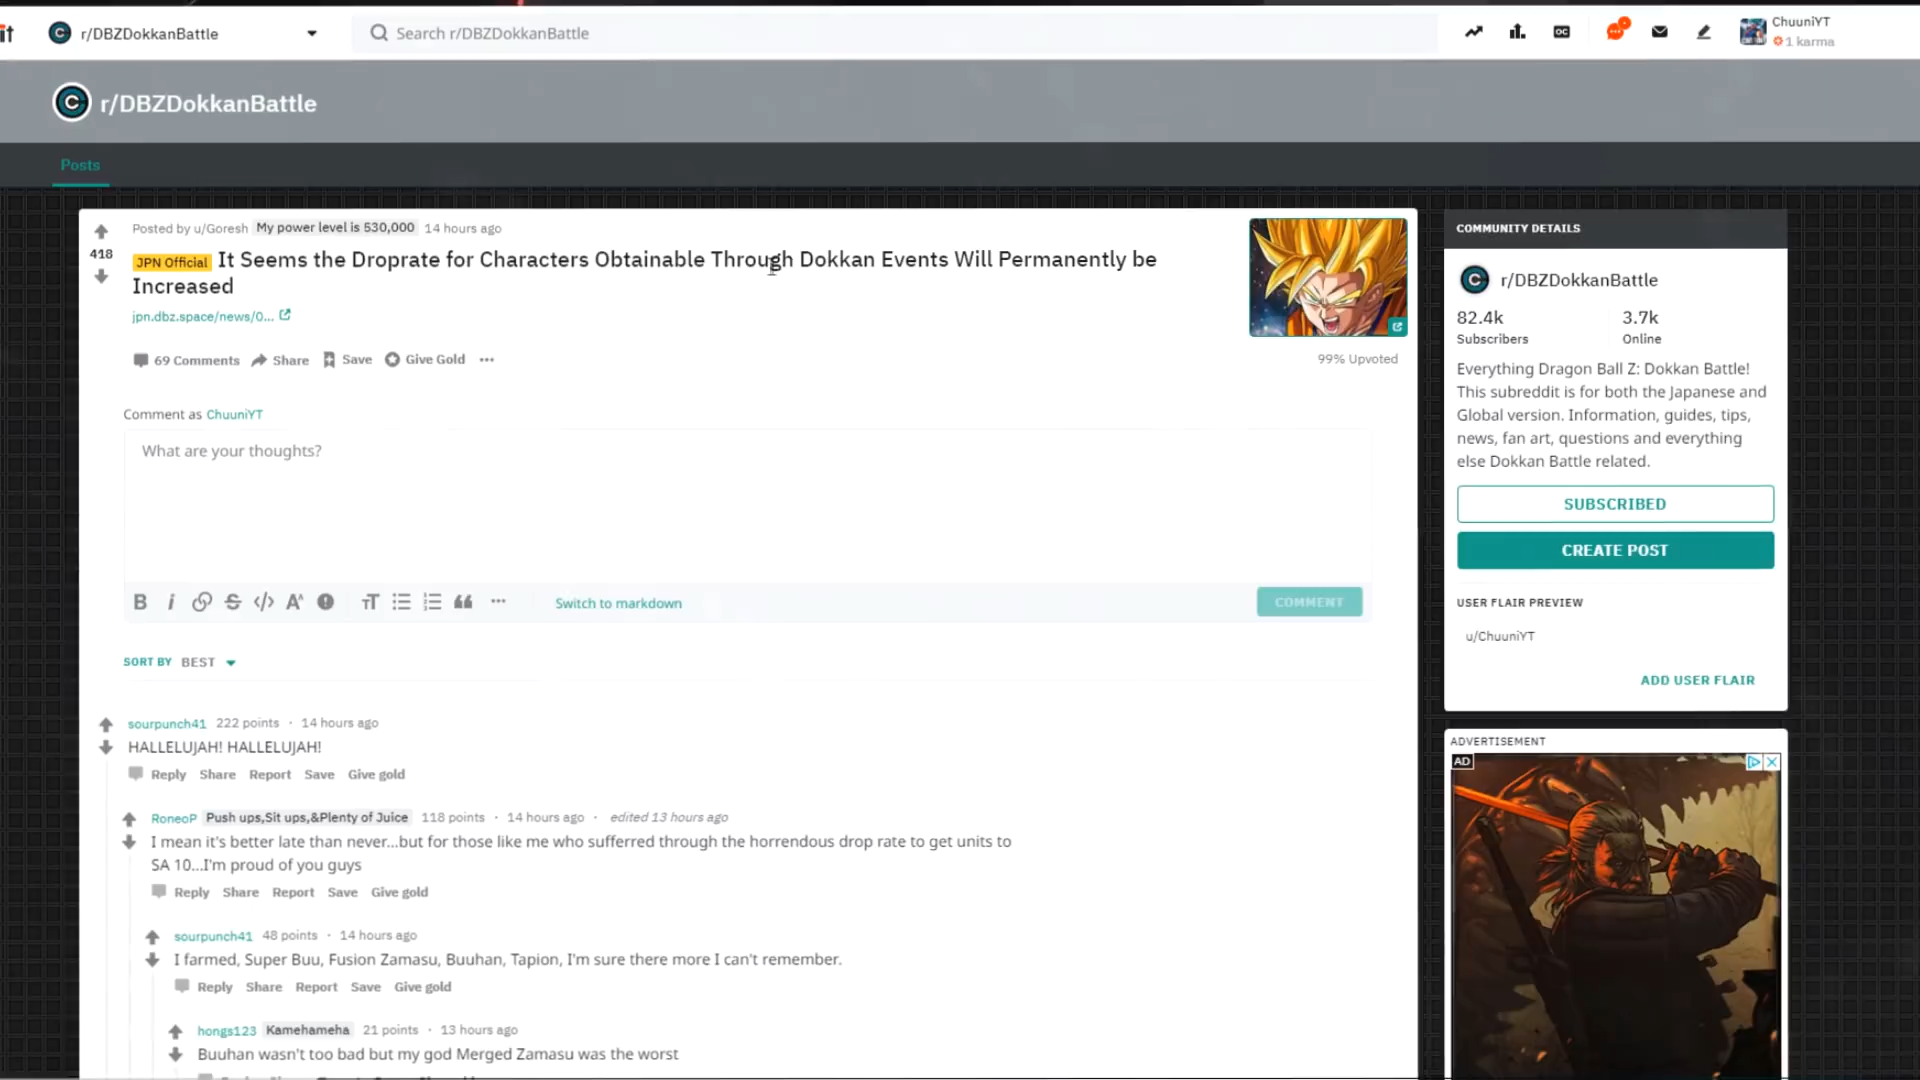 it r/DBZDokkanBattle Search r/DBZDokkanBattle OC ChuuniYT
1 karma
r/DBZDokkanBattle
Posts
Posted by u/Goresh My power level is 530,000 14 hours ago
418
JPN Official It Seems the Droprate for Characters Obtainable Through Dokkan Events Will Permanently be
Increased
jpn.dbz.space/news/0...
69 Comments Share Save Give Gold ...
99% Upvoted
Comment as ChuuniYT
What are your thoughts?
B i Switch to markdown COMMENT
SORT BY BEST
sourpunch41 222 points · 14 hours ago
HALLELUJAH! HALLELUJAH!
Reply Share Report Save Give gold
RoneoP Push ups,Sit ups,&Plenty of Juice 118 points · 14 hours ago · edited 13 hours ago
I mean it's better late than never...but for those like me who sufferred through the horrendous drop rate to get units to
SA 10...I'm proud of you guys
Reply Share Report Save Give gold
sourpunch41 48 points · 14 hours ago
I farmed, Super Buu, Fusion Zamasu, Buuhan, Tapion, I'm sure there more I can't remember.
Reply Share Report Save Give gold
hongs123 Kamehameha 21 points · 13 hours ago
Buuhan wasn't too bad but my god Merged Zamasu was the worst
COMMUNITY DETAILS
r/DBZDokkanBattle
82.4k 3.7k
Subscribers Online
Everything Dragon Ball Z: Dokkan Battle!
This subreddit is for both the Japanese and
Global version. Information, guides, tips,
news, fan art, questions and everything
else Dokkan Battle related.
SUBSCRIBED
CREATE POST
USER FLAIR PREVIEW
u/ChuuniYT
ADD USER FLAIR
ADVERTISEMENT
AD